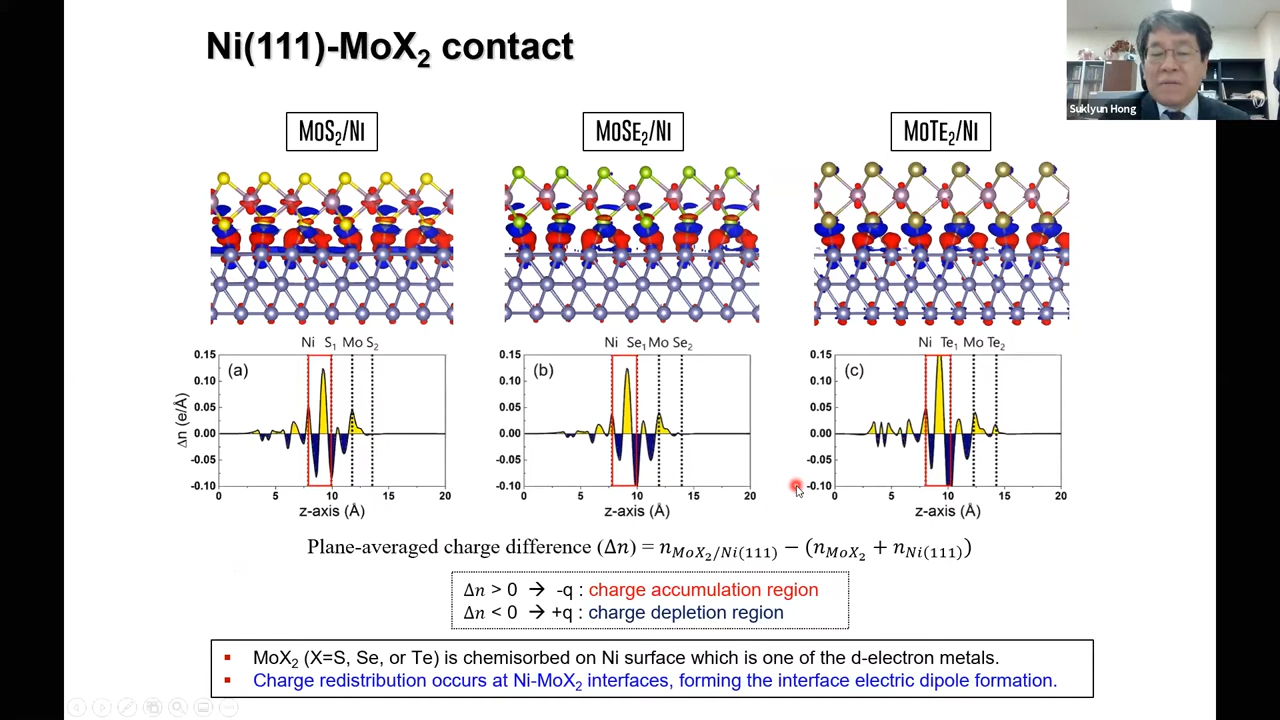 Ni(111)-MoX₂ contact
Suklyun Hong
MoS₂/Ni
MoSe₂/Ni
MoTe₂/Ni
Ni S₁ Mo S₂
(a)
0.15
0.10
0.05
0.00
-0.05
-0.10
Δn (e/Å)
0 5 10 15 20
z-axis (Å)
Ni Se₁ Mo Se₂
(b)
0.15
0.10
0.05
0.00
-0.05
-0.10
0 5 10 15 20
z-axis (Å)
Ni Te₁ Mo Te₂
(c)
0.15
0.10
0.05
0.00
-0.05
-0.10
0 5 10 15 20
z-axis (Å)
Plane-averaged charge difference (Δn) = n_MoX₂/Ni(111) − (n_MoX₂ + n_Ni(111))
Δn > 0 → -q : charge accumulation region
Δn < 0 → +q : charge depletion region
▪ MoX₂ (X=S, Se, or Te) is chemisorbed on Ni surface which is one of the d-electron metals.
▪ Charge redistribution occurs at Ni-MoX₂ interfaces, forming the interface electric dipole formation.